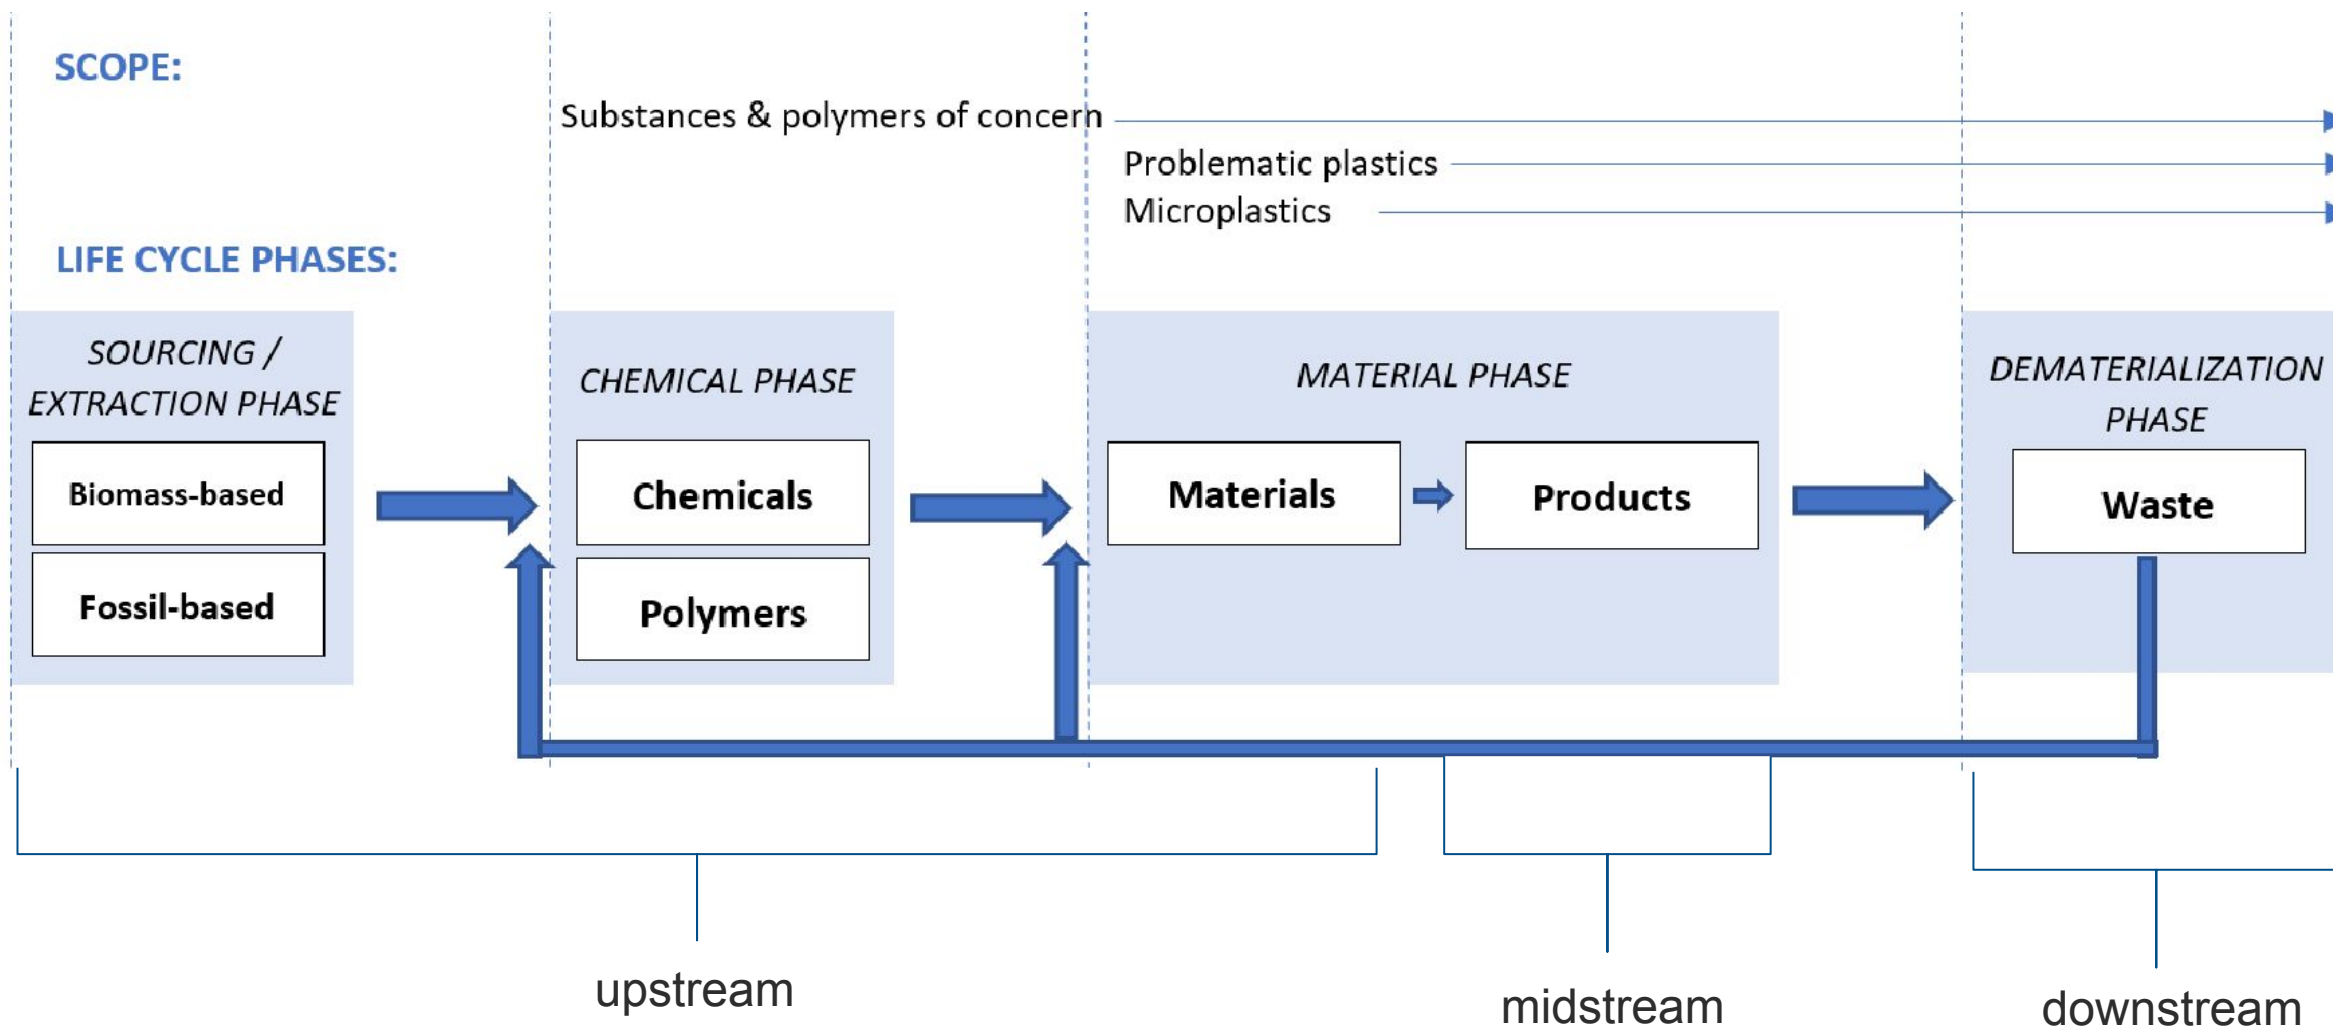 SCOPE:
Substances & polymers of concern
Problematic plastics
Microplastics
LIFE CYCLE PHASES:
SOURCING /
EXTRACTION PHASE
Biomass-based
Fossil-based
CHEMICAL PHASE
Chemicals
Polymers
MATERIAL PHASE
Materials
Products
DEMATERIALIZATION
PHASE
Waste
upstream
midstream
downstream